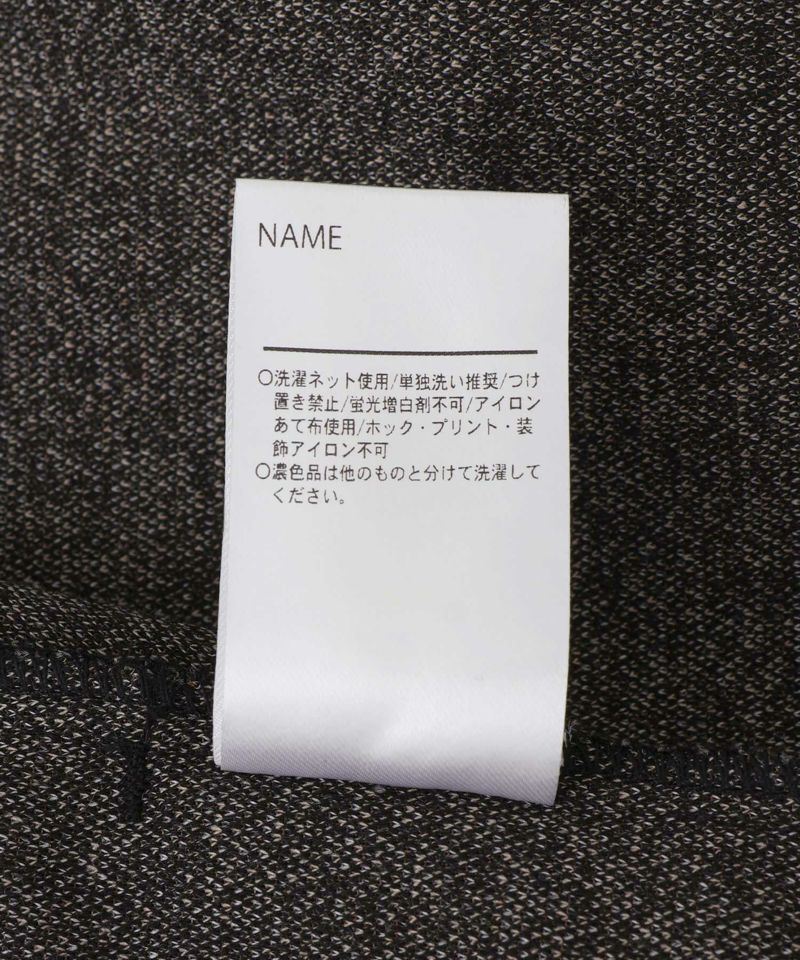 NAME
○洗濯ネット使用/単独洗い推奨/つけ
置き禁止/蛍光増白剤不可/アイロン
あて布使用/ホック・プリント・装
飾アイロン不可
○濃色品は他のものと分けて洗濯して
ください。